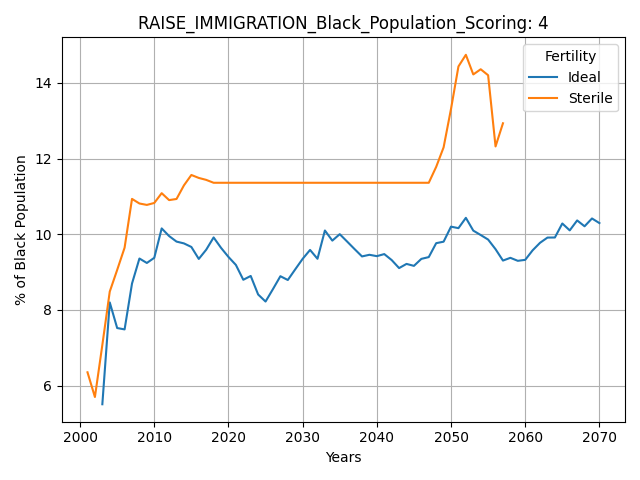 RAISE_IMMIGRATION_Black_Population_Scoring: 4
Fertility
Ideal
Sterile
% of Black Population
14
12
10
8
6
2000 2010 2020 2030 2040 2050 2060 2070
Years